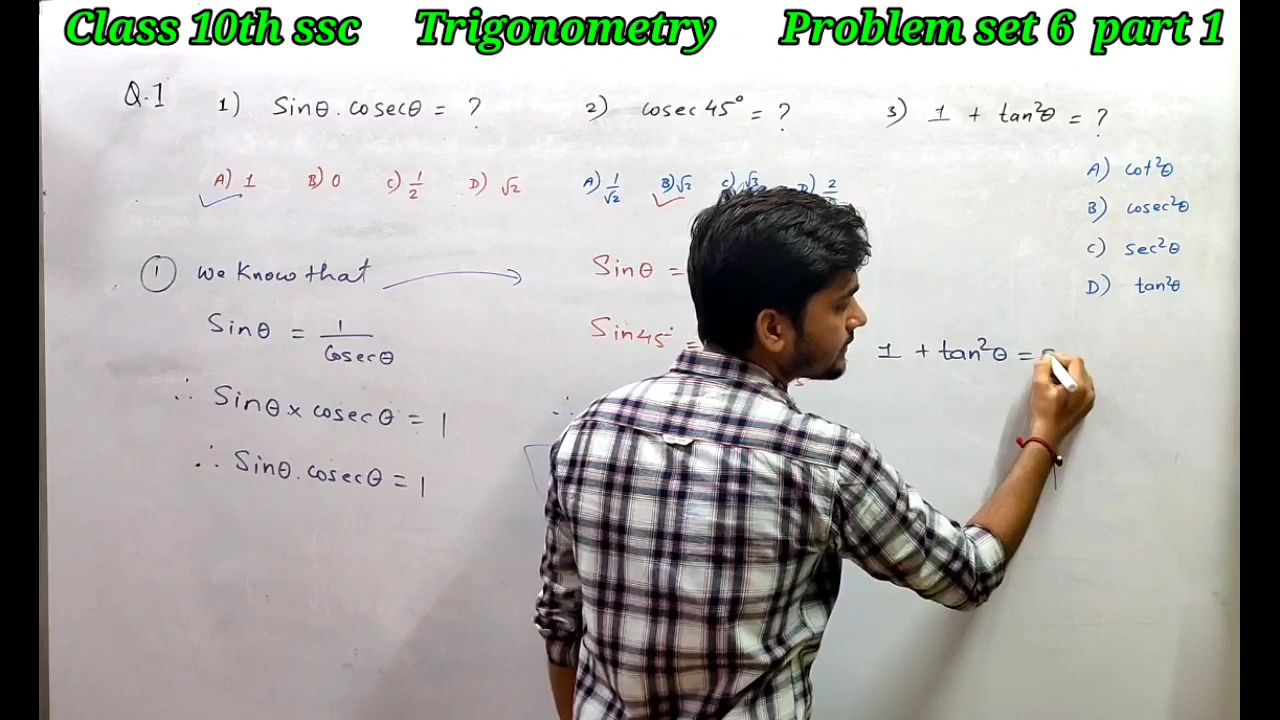 Class 10th ssc Trigonometry Problem set 6 part 1
Q.1 1) Sinθ.cosecθ = ? 2) cosec 45° = ? 3) 1 + tan²θ = ?
A) 1 B) 0 C) 1/2 D) √2 A) 1/√2 B) √2 C) √3
A) cot²θ
B) cosec²θ
C) sec²θ
D) tan²θ
① we know that
Sinθ = 1/cosecθ
∴ Sinθ x cosecθ = 1
∴ Sinθ.cosecθ = 1
Sinθ =
Sin45° =
∴
1 + tan²θ =